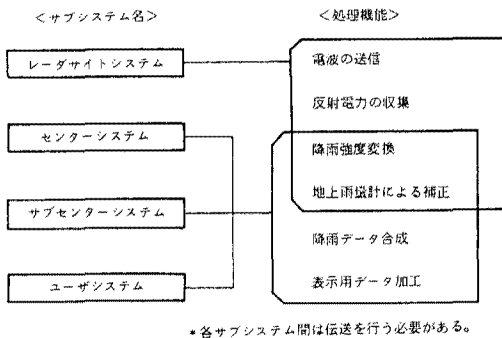 ＜サブシステム名＞
＜処理機能＞
レーダサイトシステム
センターシステム
サブセンターシステム
ユーザシステム
電波の送信
反射電力の収集
降雨強度変換
地上雨量計による補正
降雨データ合成
表示用データ加工
*各サブシステム間は伝送を行う必要がある。